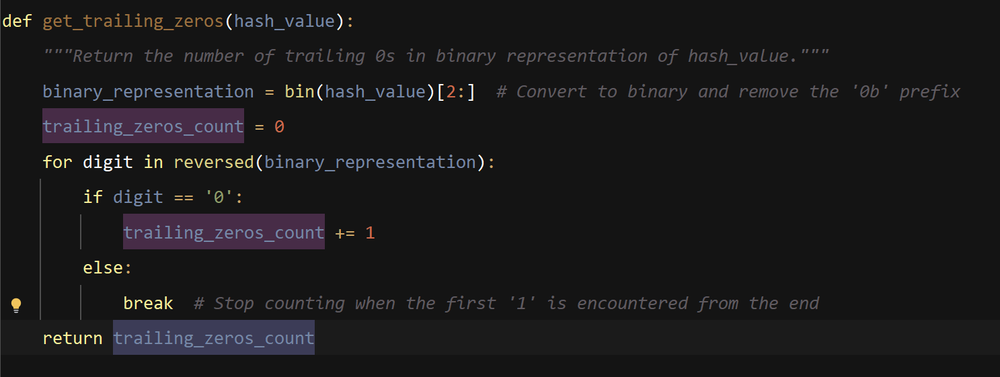 def get_trailing_zeros(hash_value):
    """Return the number of trailing 0s in binary representation of hash_value."""
    binary_representation = bin(hash_value)[2:]  # Convert to binary and remove the '0b' prefix
    trailing_zeros_count = 0
    for digit in reversed(binary_representation):
        if digit == '0':
            trailing_zeros_count += 1
        else:
            break  # Stop counting when the first '1' is encountered from the end
    return trailing_zeros_count